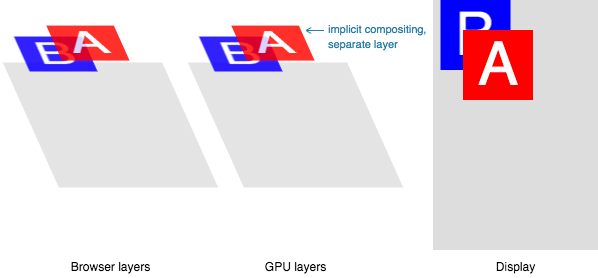 B
A
B
A
implicit compositing,
separate layer
B
A
Browser layers
GPU layers
Display